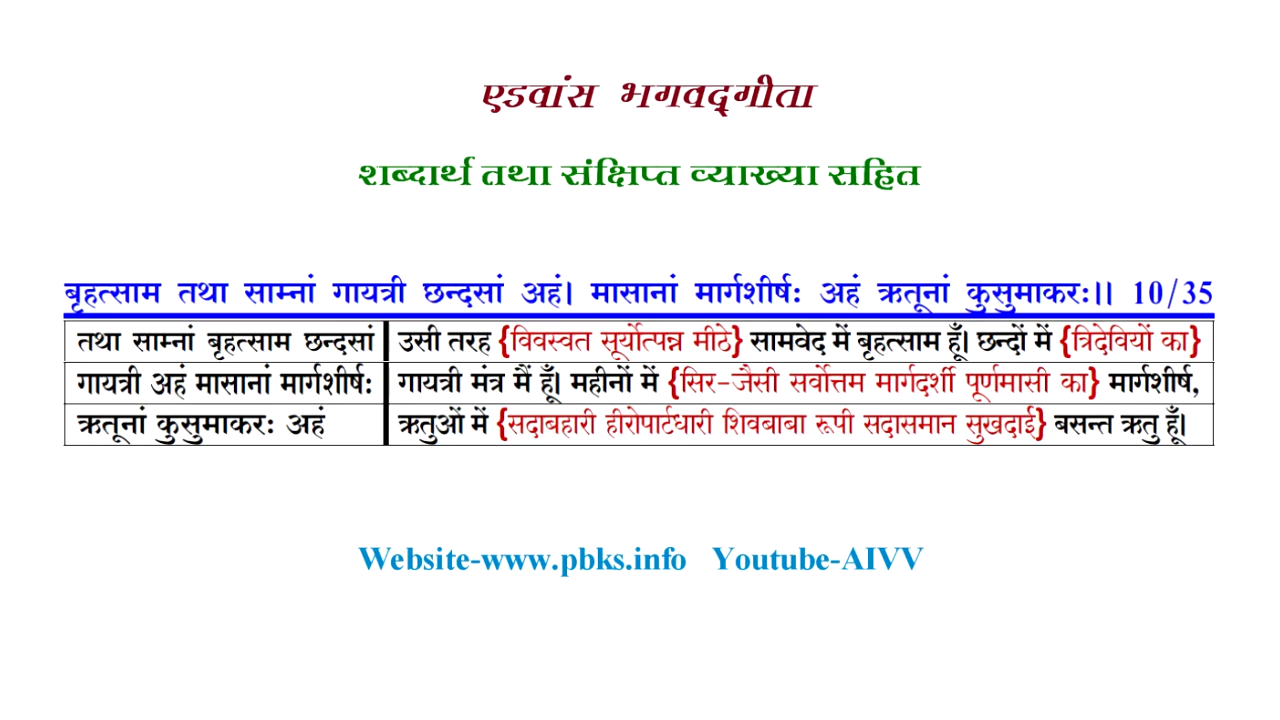 एडवांस भगवद्गीता
शब्दार्थ तथा संक्षिप्त व्याख्या सहित
बृहत्साम तथा साम्नां गायत्री छन्दसां अहं। मासानां मार्गशीर्षः अहं ऋतूनां कुसुमाकरः।। 10/35
तथा साम्नां बृहत्साम छन्दसां उसी तरह {विवस्वत सूर्योत्पन्न मीठे} सामवेद में बृहत्साम हूँ। छन्दों में {त्रिदेवियों का}
गायत्री अहं मासानां मार्गशीर्षः गायत्री मंत्र मैं हूँ। महीनों में {सिर-जैसी सर्वोत्तम मार्गदर्शी पूर्णमासी का} मार्गशीर्ष,
ऋतूनां कुसुमाकरः अहं ऋतुओं में {सदाबहारी हीरोपार्टधारी शिवबाबा रूपी सदासमान सुखदाई} बसन्त ऋतु हूँ।
Website-www.pbks.info Youtube-AIVV